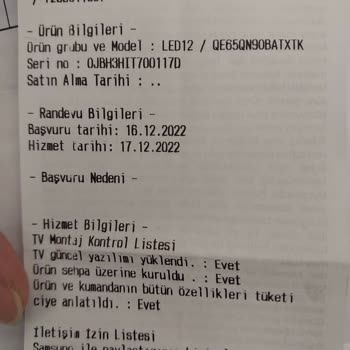 - Ürün Bilgileri -
Ürün grubu ve Model : LED12 / QE65QN90BATXTK
Seri no : 0JBH3HIT700117D
Satın Alma Tarihi : ..
- Randevu Bilgileri -
Başvuru tarihi: 16.12.2022
Hizmet tarihi: 17.12.2022
- Başvuru Nedeni -
- Hizmet Bilgileri -
TV Montaj Kontrol Listesi
TV güncel yazılımı yüklendi. : Evet
Ürün sehpa üzerine kuruldu . : Evet
Ürün ve kumandanın bütün özellikleri tüketi
ciye anlatıldı. : Evet
İletişim İzin Listesi